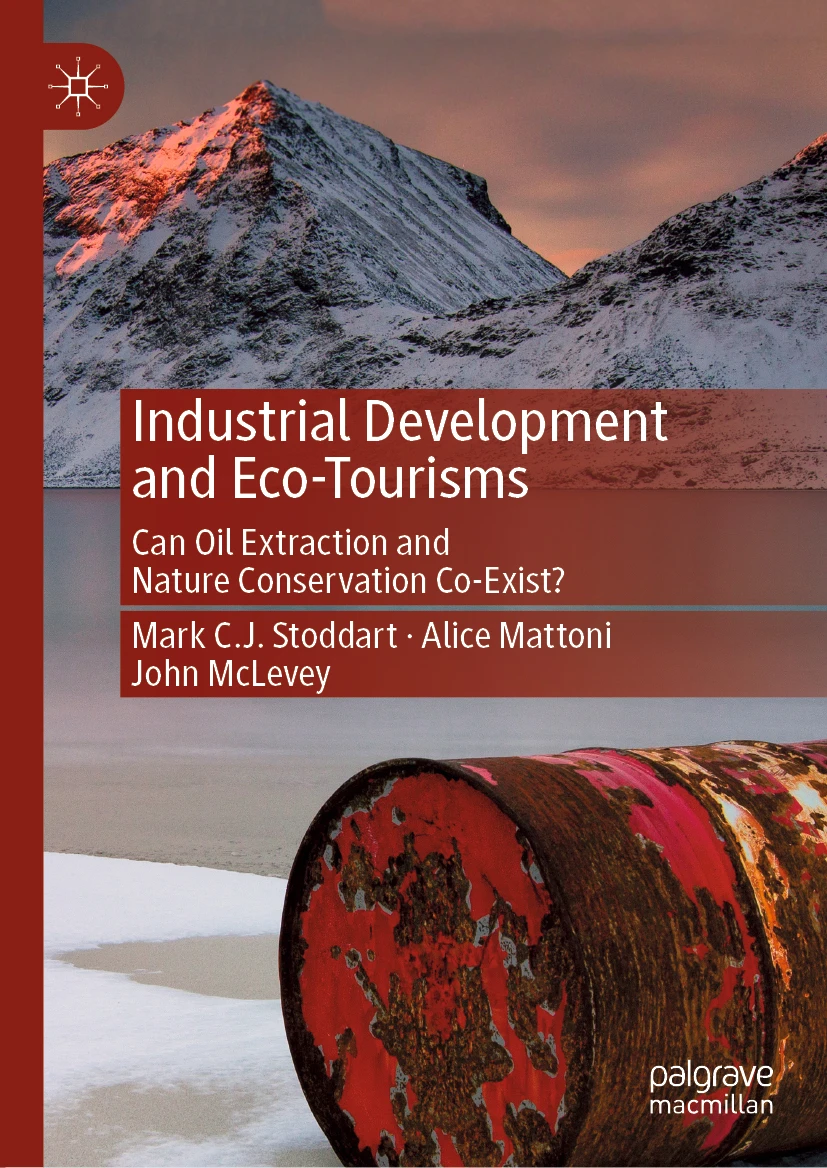 Industrial Development
and Eco-Tourisms
Can Oil Extraction and
Nature Conservation Co-Exist?
Mark C.J. Stoddart · Alice Mattoni
John McLevey
palgrave
macmillan